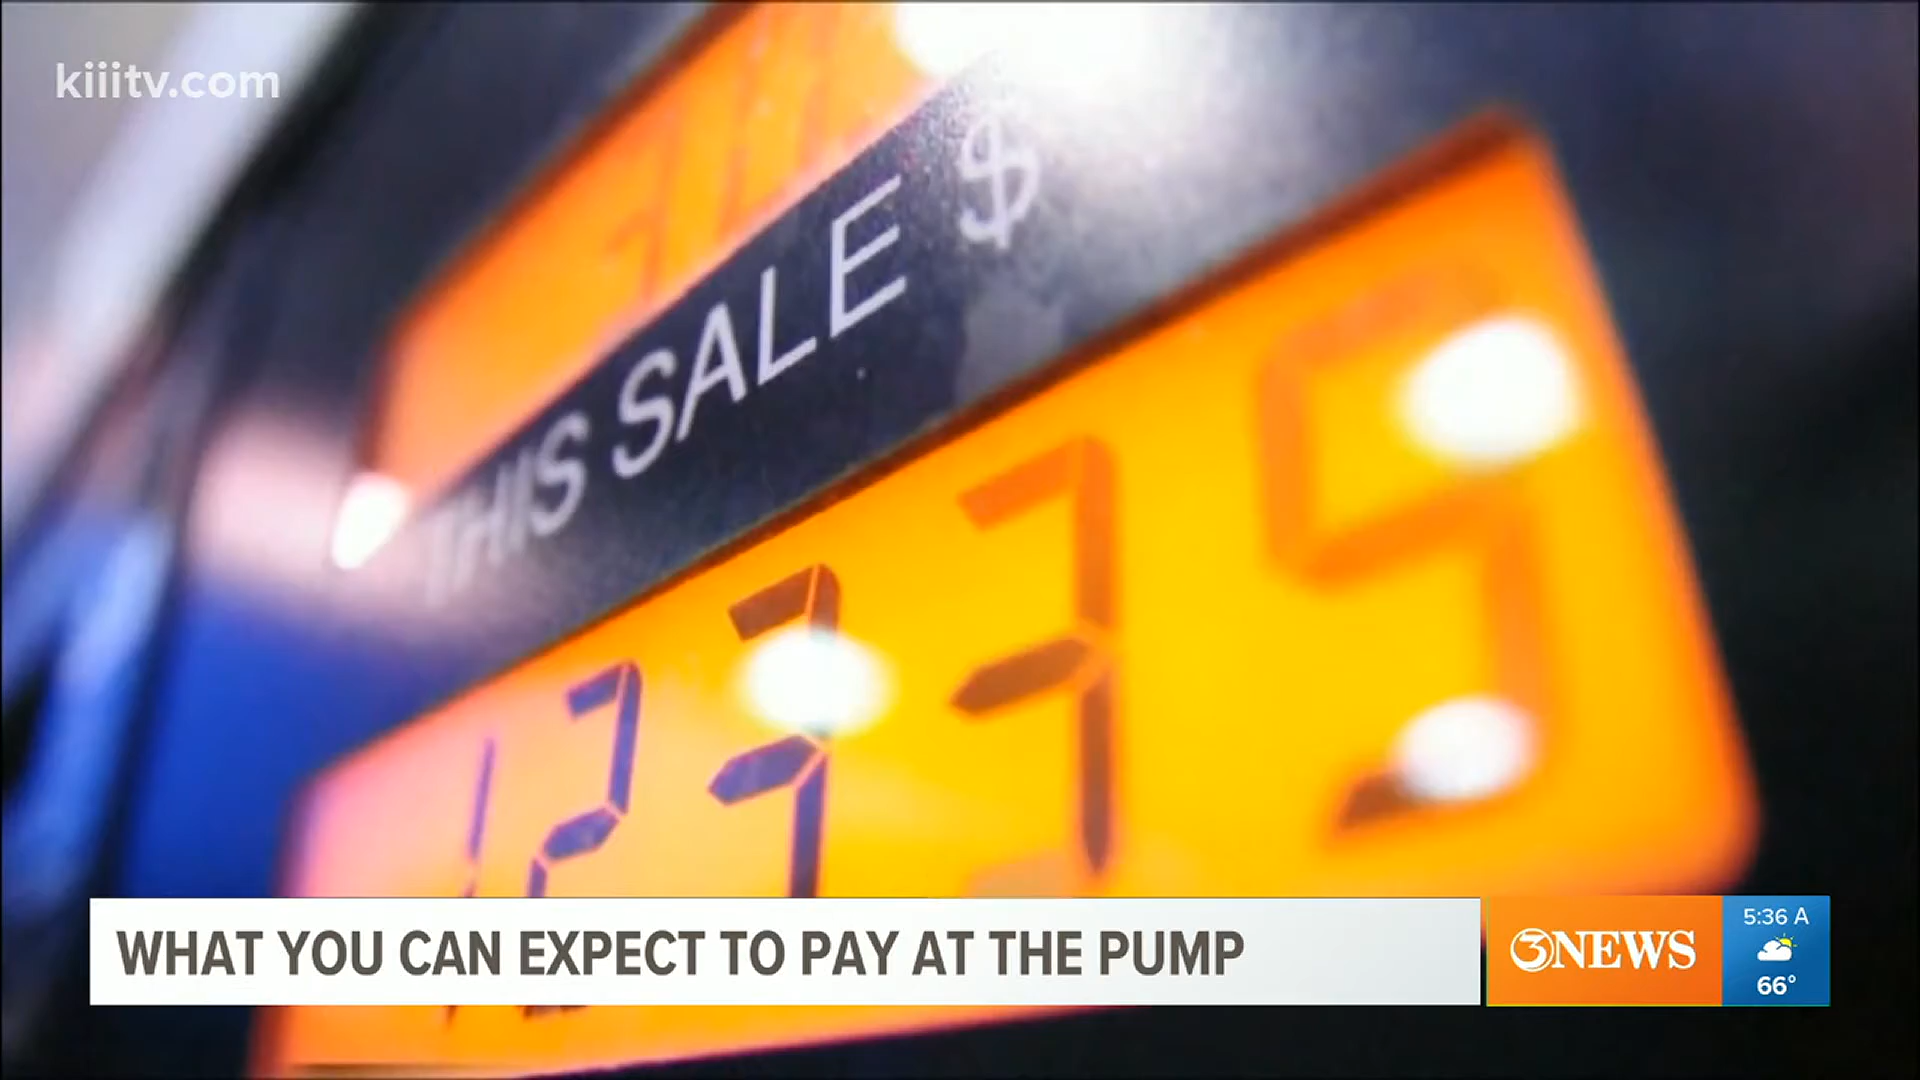 kiiitv.com
THIS SALE $
WHAT YOU CAN EXPECT TO PAY AT THE PUMP
3NEWS
5:36 A
66°